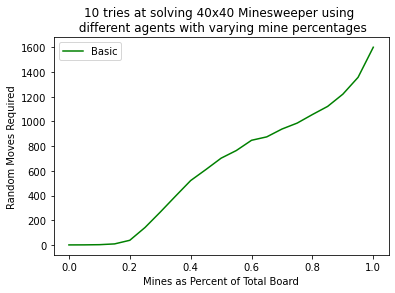 10 tries at solving 40x40 Minesweeper using
different agents with varying mine percentages
Basic
Random Moves Required
1600
1400
1200
1000
800
600
400
200
0
0.0 0.2 0.4 0.6 0.8 1.0
Mines as Percent of Total Board